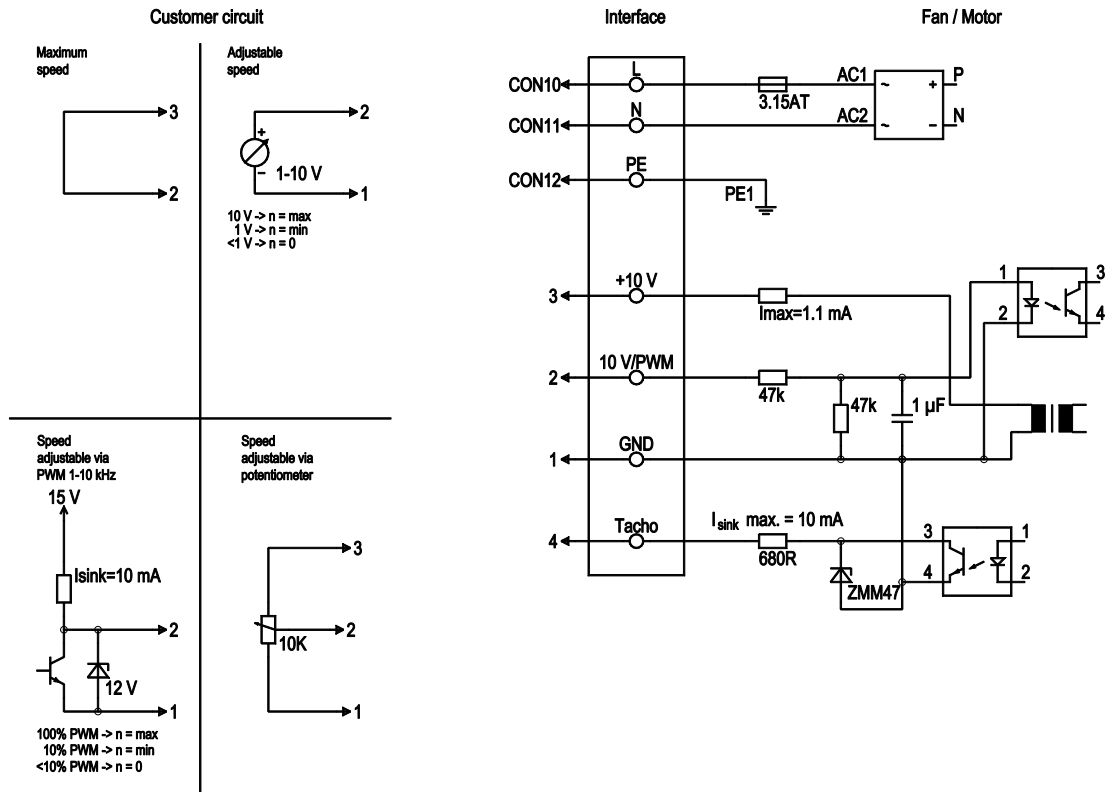 Customer circuit
Interface
Fan / Motor
Maximum
speed
3
2
Adjustable
speed
2
+
−
1-10 V
1
10 V -> n = max
1 V -> n = min
<1 V -> n = 0
Speed
adjustable via
PWM 1-10 kHz
15 V
Isink=10 mA
2
12 V
1
100% PWM -> n = max
10% PWM -> n = min
<10% PWM -> n = 0
Speed
adjustable via
potentiometer
3
2
10K
1
L
CON10
3.15AT
AC1
~
+
P
N
CON11
AC2
~
−
N
PE
CON12
PE1
+10 V
3
Imax=1.1 mA
1
3
2
4
10 V/PWM
2
47k
47k
1 µF
GND
1
Tacho
4
Isink max. = 10 mA
680R
3
1
4
2
ZMM47